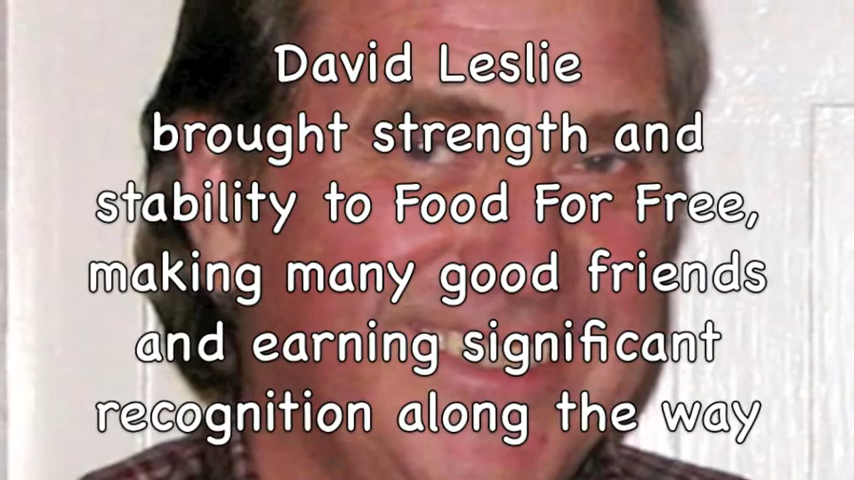 David Leslie
brought strength and
stability to Food For Free,
making many good friends
and earning significant
recognition along the way